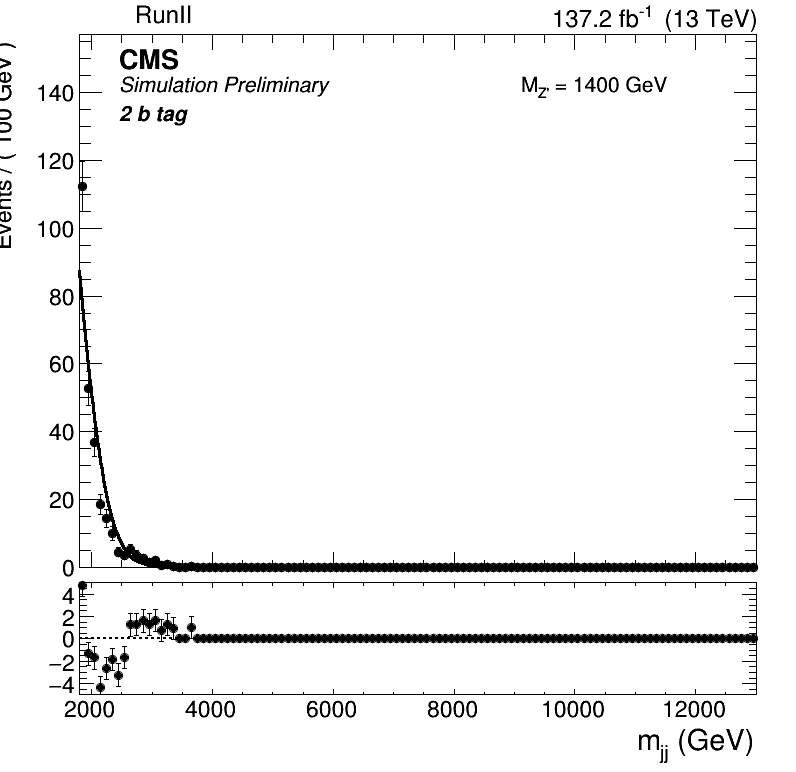 RunII
137.2 fb-1 (13 TeV)
CMS
Simulation Preliminary
MZ' = 1400 GeV
2 b tag
Events / ( 100 GeV )
140
120
100
80
60
40
20
0
4
2
0
−2
−4
2000 4000 6000 8000 10000 12000
mjj (GeV)